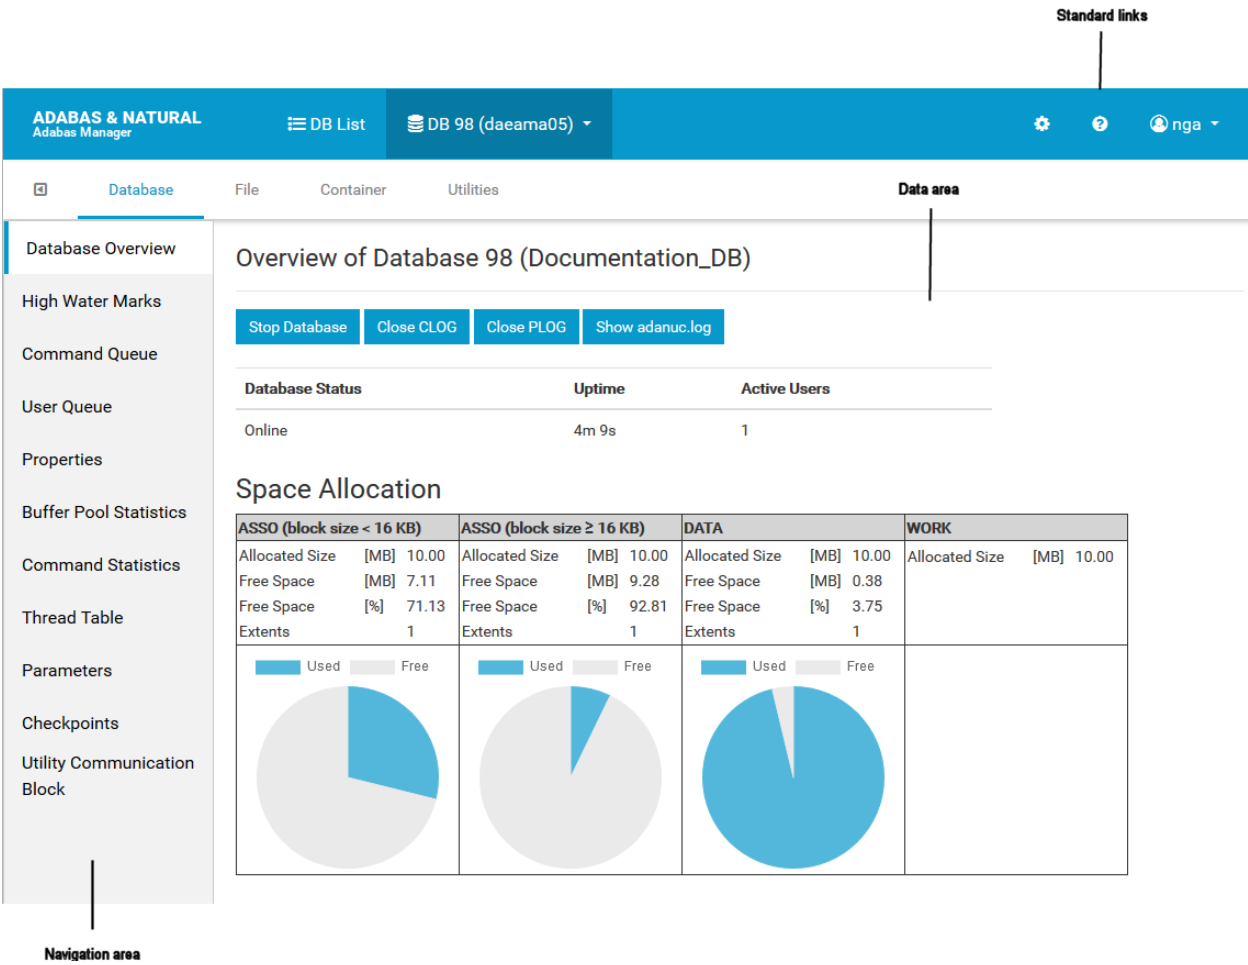 Standard links
ADABAS & NATURAL
Adabas Manager
DB List
DB 98 (daeama05)
nga
Database
File
Container
Utilities
Data area
Database Overview
High Water Marks
Command Queue
User Queue
Properties
Buffer Pool Statistics
Command Statistics
Thread Table
Parameters
Checkpoints
Utility Communication
Block
Navigation area
Overview of Database 98 (Documentation_DB)
Stop Database
Close CLOG
Close PLOG
Show adanuc.log
Database Status Uptime Active Users
Online 4m 9s 1
Space Allocation
ASSO (block size < 16 KB) ASSO (block size ≥ 16 KB) DATA WORK
Allocated Size [MB] 10.00 Allocated Size [MB] 10.00 Allocated Size [MB] 10.00 Allocated Size [MB] 10.00
Free Space [MB] 7.11 Free Space [MB] 9.28 Free Space [MB] 0.38
Free Space [%] 71.13 Free Space [%] 92.81 Free Space [%] 3.75
Extents 1 Extents 1 Extents 1
Used Free Used Free Used Free